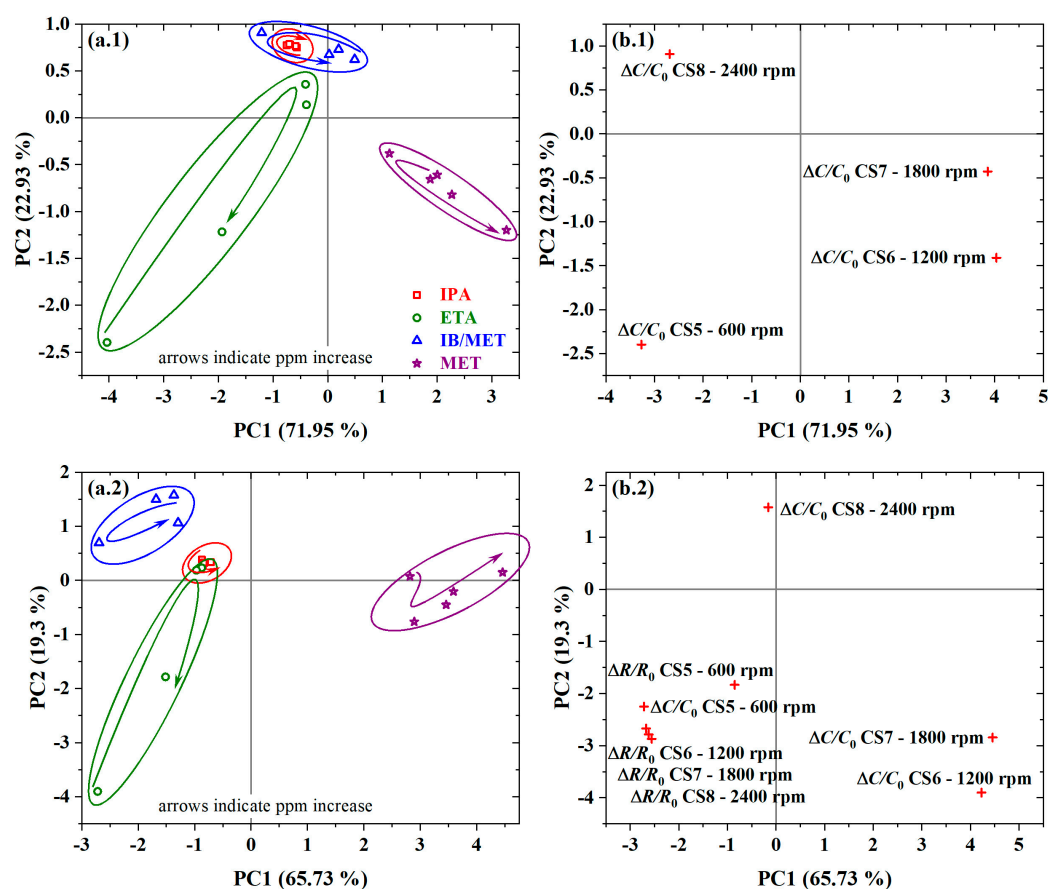 (a.1)
1.0
0.5
0.0
-0.5
-1.0
-1.5
-2.0
-2.5
PC2 (22.93 %)
IPA
ETA
IB/MET
MET
arrows indicate ppm increase
-4 -3 -2 -1 0 1 2 3
PC1 (71.95 %)
(b.1)
1.0
0.5
0.0
-0.5
-1.0
-1.5
-2.0
-2.5
PC2 (22.93 %)
ΔC/C₀ CS8 - 2400 rpm
ΔC/C₀ CS7 - 1800 rpm
ΔC/C₀ CS6 - 1200 rpm
ΔC/C₀ CS5 - 600 rpm
-4 -3 -2 -1 0 1 2 3 4 5
PC1 (71.95 %)
(a.2)
2
1
0
-1
-2
-3
-4
PC2 (19.3 %)
arrows indicate ppm increase
-3 -2 -1 0 1 2 3 4
PC1 (65.73 %)
(b.2)
2
1
0
-1
-2
-3
-4
PC2 (19.3 %)
ΔC/C₀ CS8 - 2400 rpm
ΔR/R₀ CS5 - 600 rpm
ΔC/C₀ CS5 - 600 rpm
ΔC/C₀ CS7 - 1800 rpm
ΔR/R₀ CS6 - 1200 rpm
ΔR/R₀ CS7 - 1800 rpm
ΔC/C₀ CS6 - 1200 rpm
ΔR/R₀ CS8 - 2400 rpm
-3 -2 -1 0 1 2 3 4 5
PC1 (65.73 %)